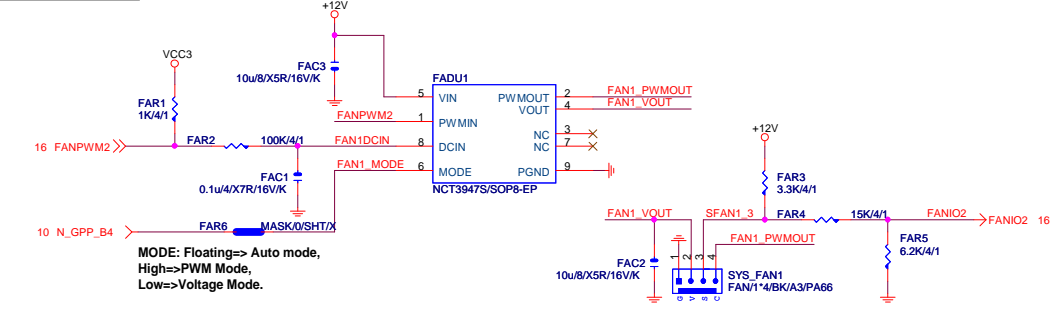 +12V
VCC3
FAC3
10u/8/X5R/16V/K
FADU1
FAR1
1K/4/1
5
VIN
PWMOUT
2
FAN1_PWMOUT
VOUT
4
FAN1_VOUT
FANPWM2
1
PWMIN
NC
3
+12V
16 FANPWM2
FAR2
100K/4/1
FAN1DCIN
8
DCIN
NC
7
FAN1_MODE
6
MODE
PGND
9
FAC1
0.1u/4/X7R/16V/K
NCT3947S/SOP8-EP
FAR3
3.3K/4/1
FAN1_VOUT
SFAN1_3
FAR4
15K/4/1
FANIO2
FANIO2 16
10 N_GPP_B4
FAR6
MASK/0/SHT/X
FAN1_PWMOUT
FAR5
6.2K/4/1
MODE: Floating=> Auto mode,
High=>PWM Mode,
Low=>Voltage Mode.
FAC2
10u/8/X5R/16V/K
1
2
3
4
SYS_FAN1
FAN/1*4/BK/A3/PA66
G
V
S
C